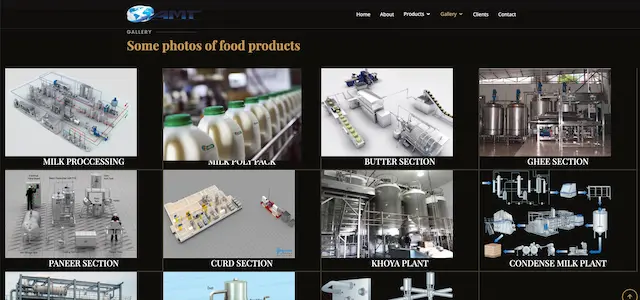 AMT
Home About Products Gallery Clients Contact
GALLERY
Some photos of food products
MILK PROCCESSING
MILK POLY PACK
BUTTER SECTION
GHEE SECTION
PANEER SECTION
CURD SECTION
KHOYA PLANT
CONDENSE MILK PLANT